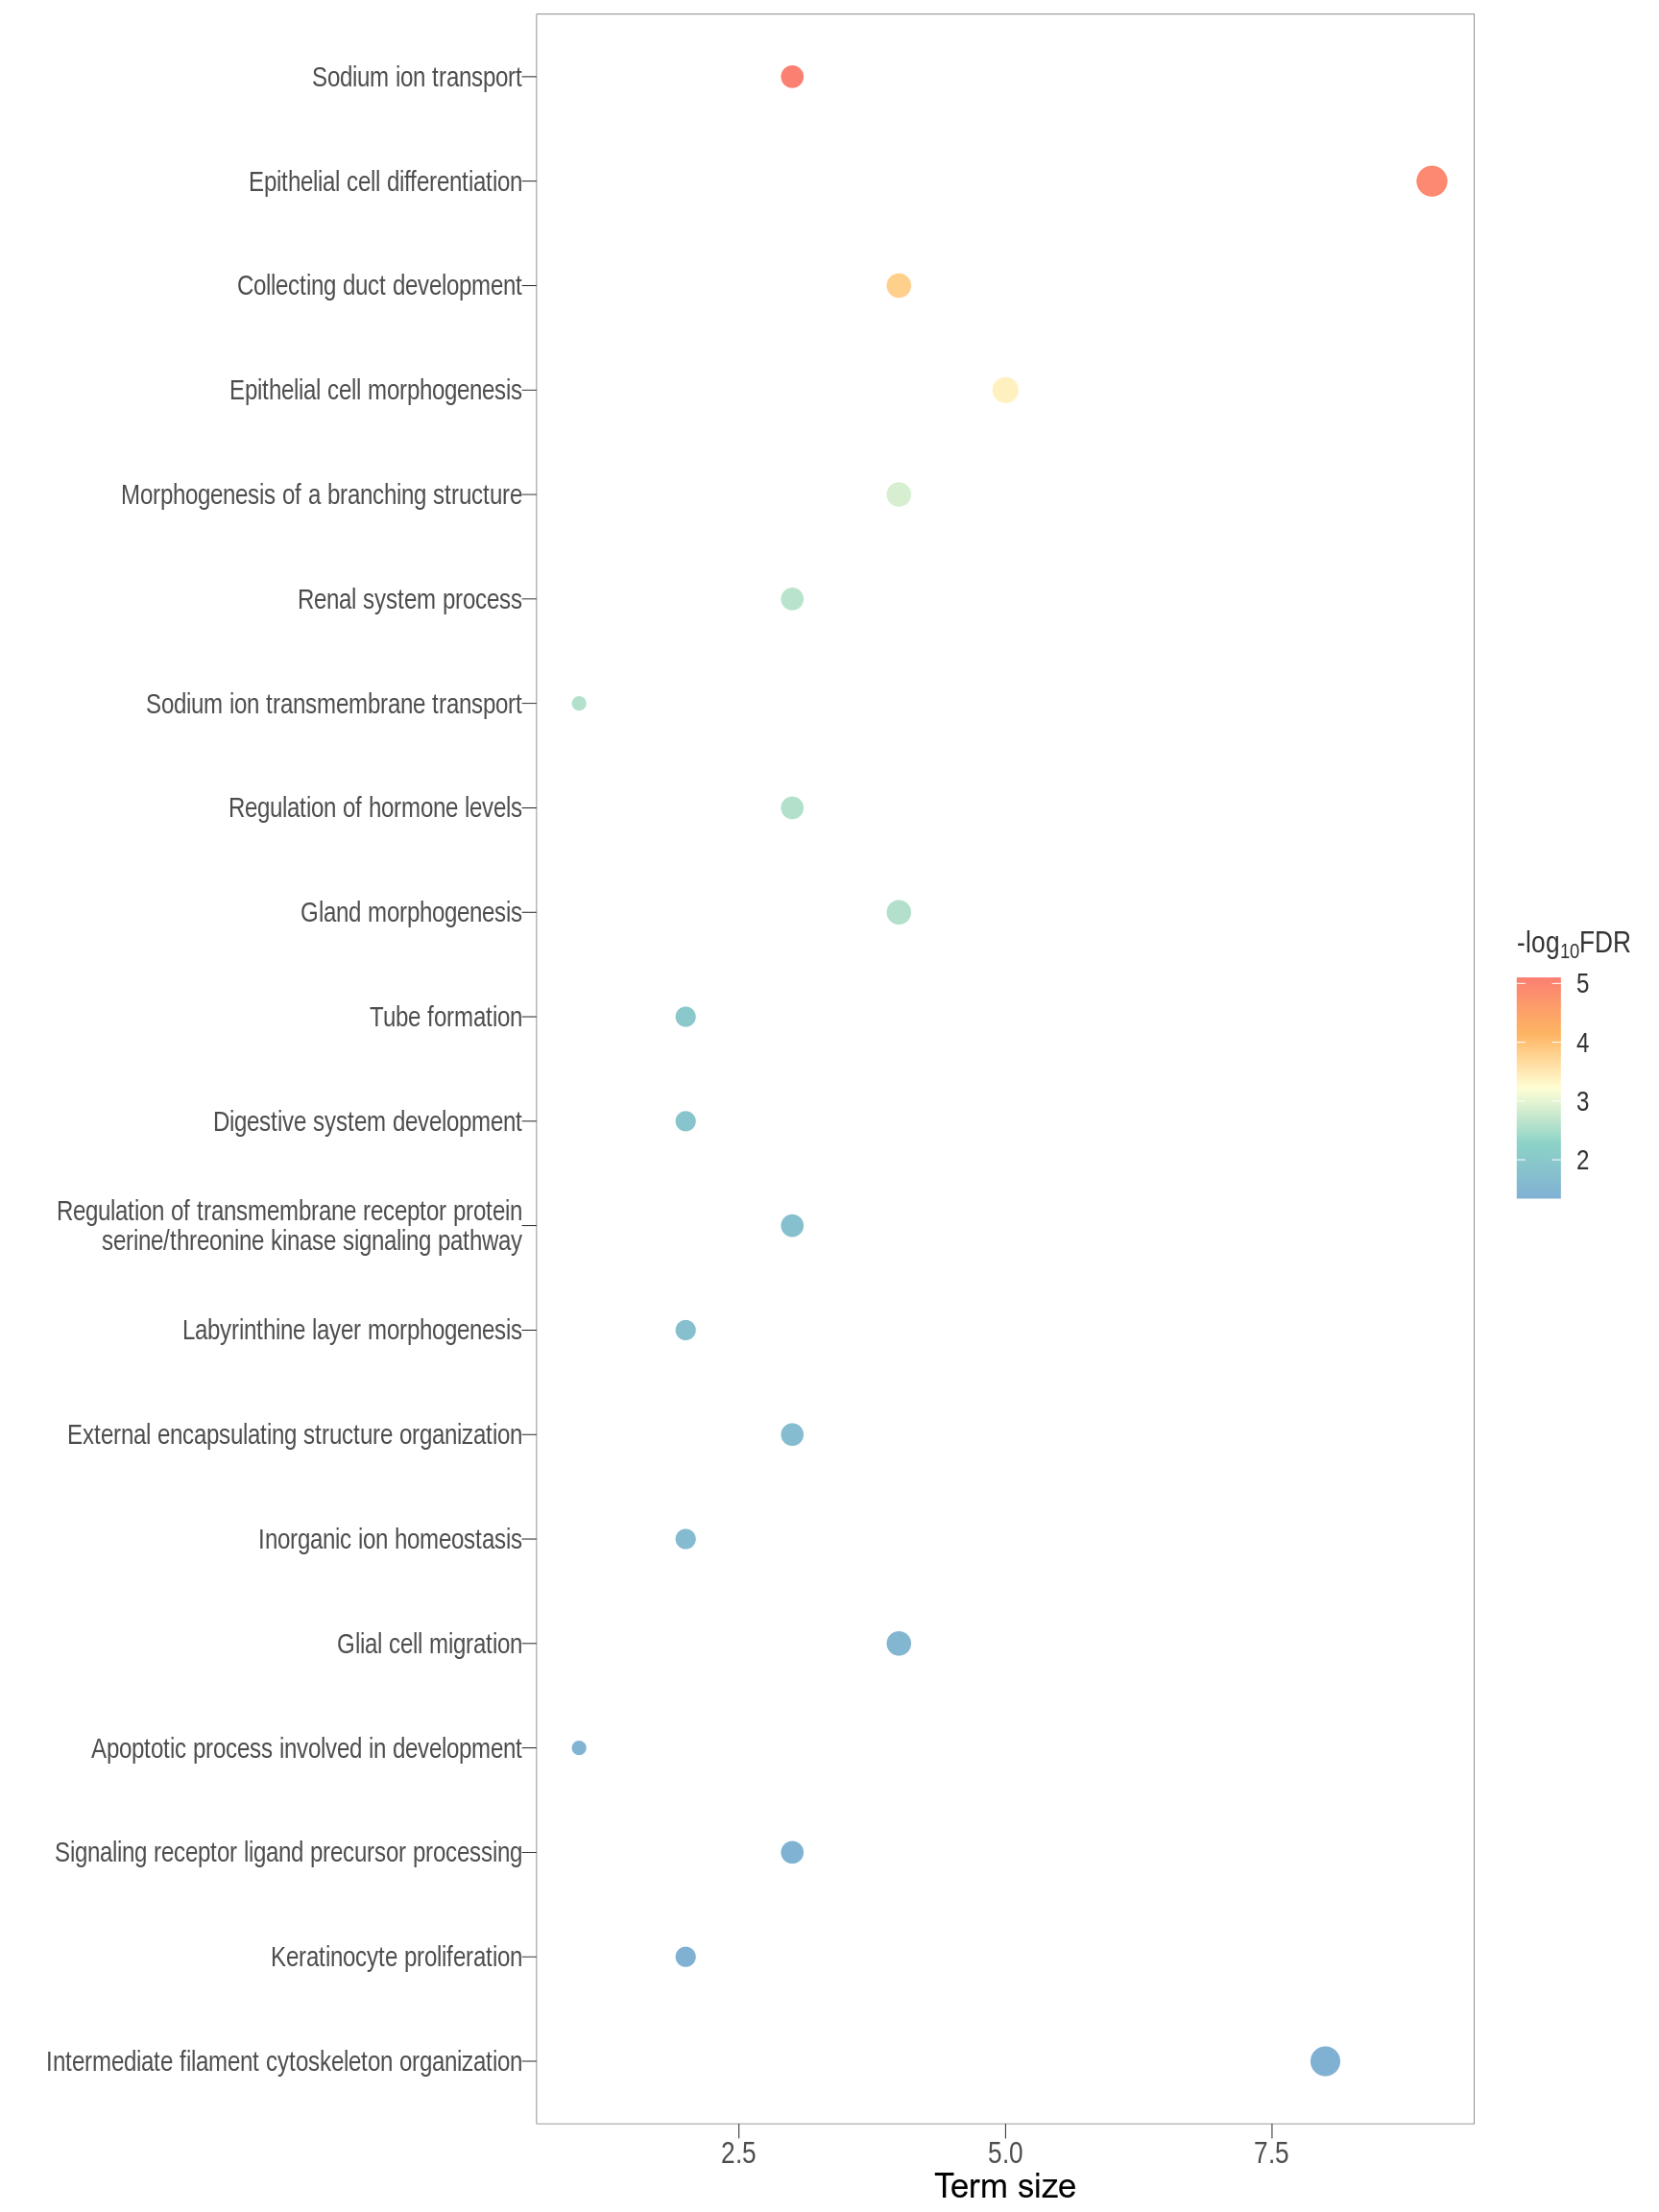 Sodium ion transport
Epithelial cell differentiation
Collecting duct development
Epithelial cell morphogenesis
Morphogenesis of a branching structure
Renal system process
Sodium ion transmembrane transport
Regulation of hormone levels
Gland morphogenesis
Tube formation
Digestive system development
Regulation of transmembrane receptor protein
serine/threonine kinase signaling pathway
Labyrinthine layer morphogenesis
External encapsulating structure organization
Inorganic ion homeostasis
Glial cell migration
Apoptotic process involved in development
Signaling receptor ligand precursor processing
Keratinocyte proliferation
Intermediate filament cytoskeleton organization
2.5 5.0 7.5
Term size
-log₁₀FDR
5
4
3
2